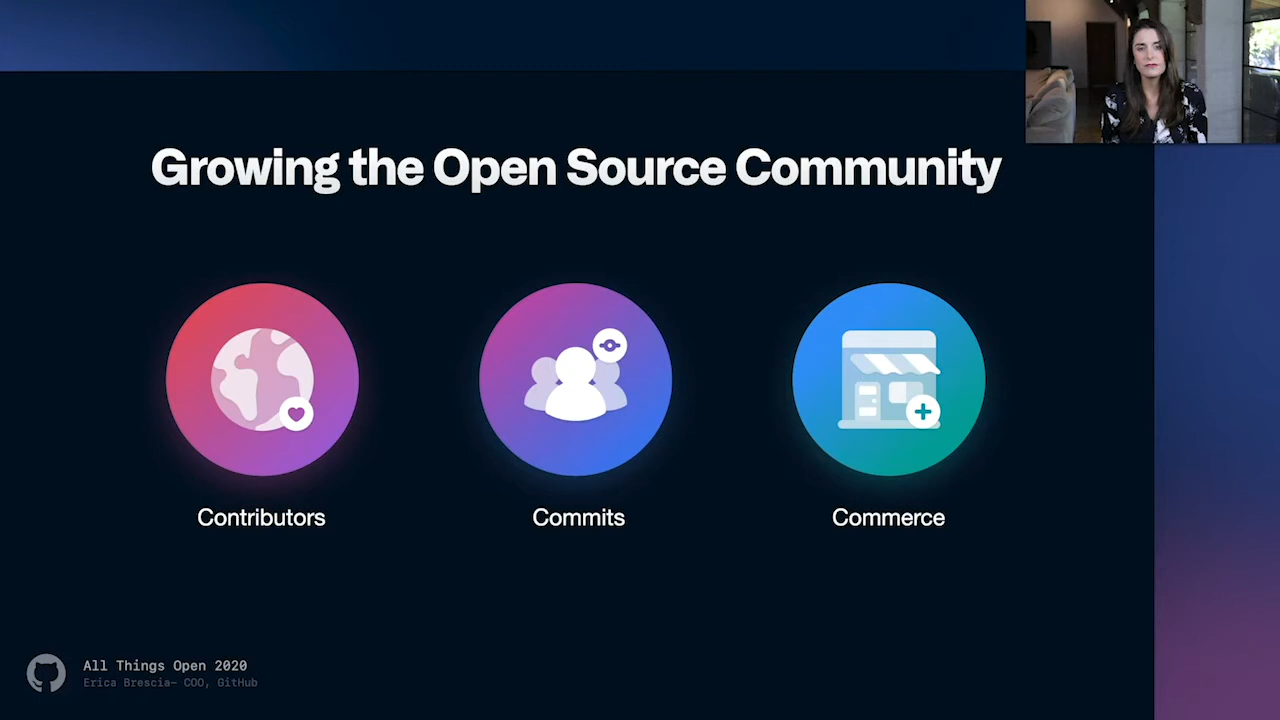 Growing the Open Source Community
Contributors
Commits
Commerce
All Things Open 2020
Erica Brescia– COO, GitHub